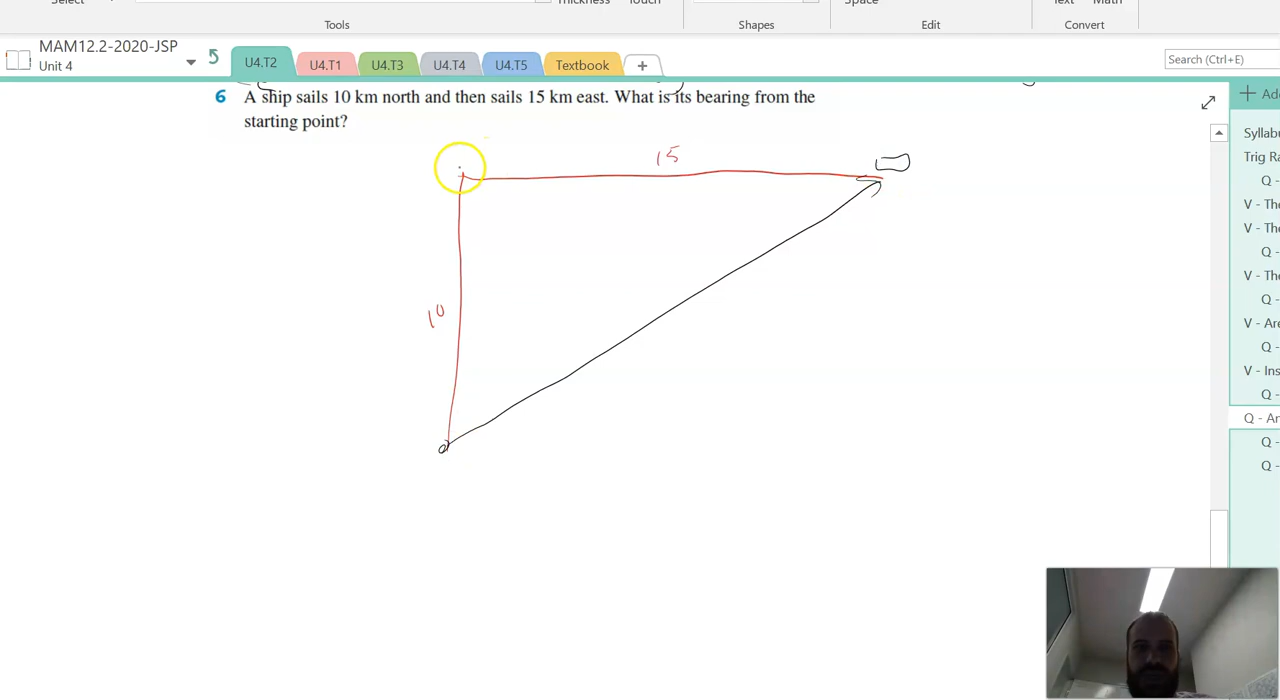 Select
Thickness
Touch
Space
Text
Math
Tools
Shapes
Edit
Convert
MAM12.2-2020-JSP
Unit 4
U4.T2
U4.T1
U4.T3
U4.T4
U4.T5
Textbook
+
Search (Ctrl+E)
6 A ship sails 10 km north and then sails 15 km east. What is its bearing from the
starting point?
15
10
+ Ad
Syllab
Trig Ra
Q -
V - The
V - The
Q -
V - The
Q -
V - Are
Q -
V - Ins
Q -
Q - Ar
Q -
Q -